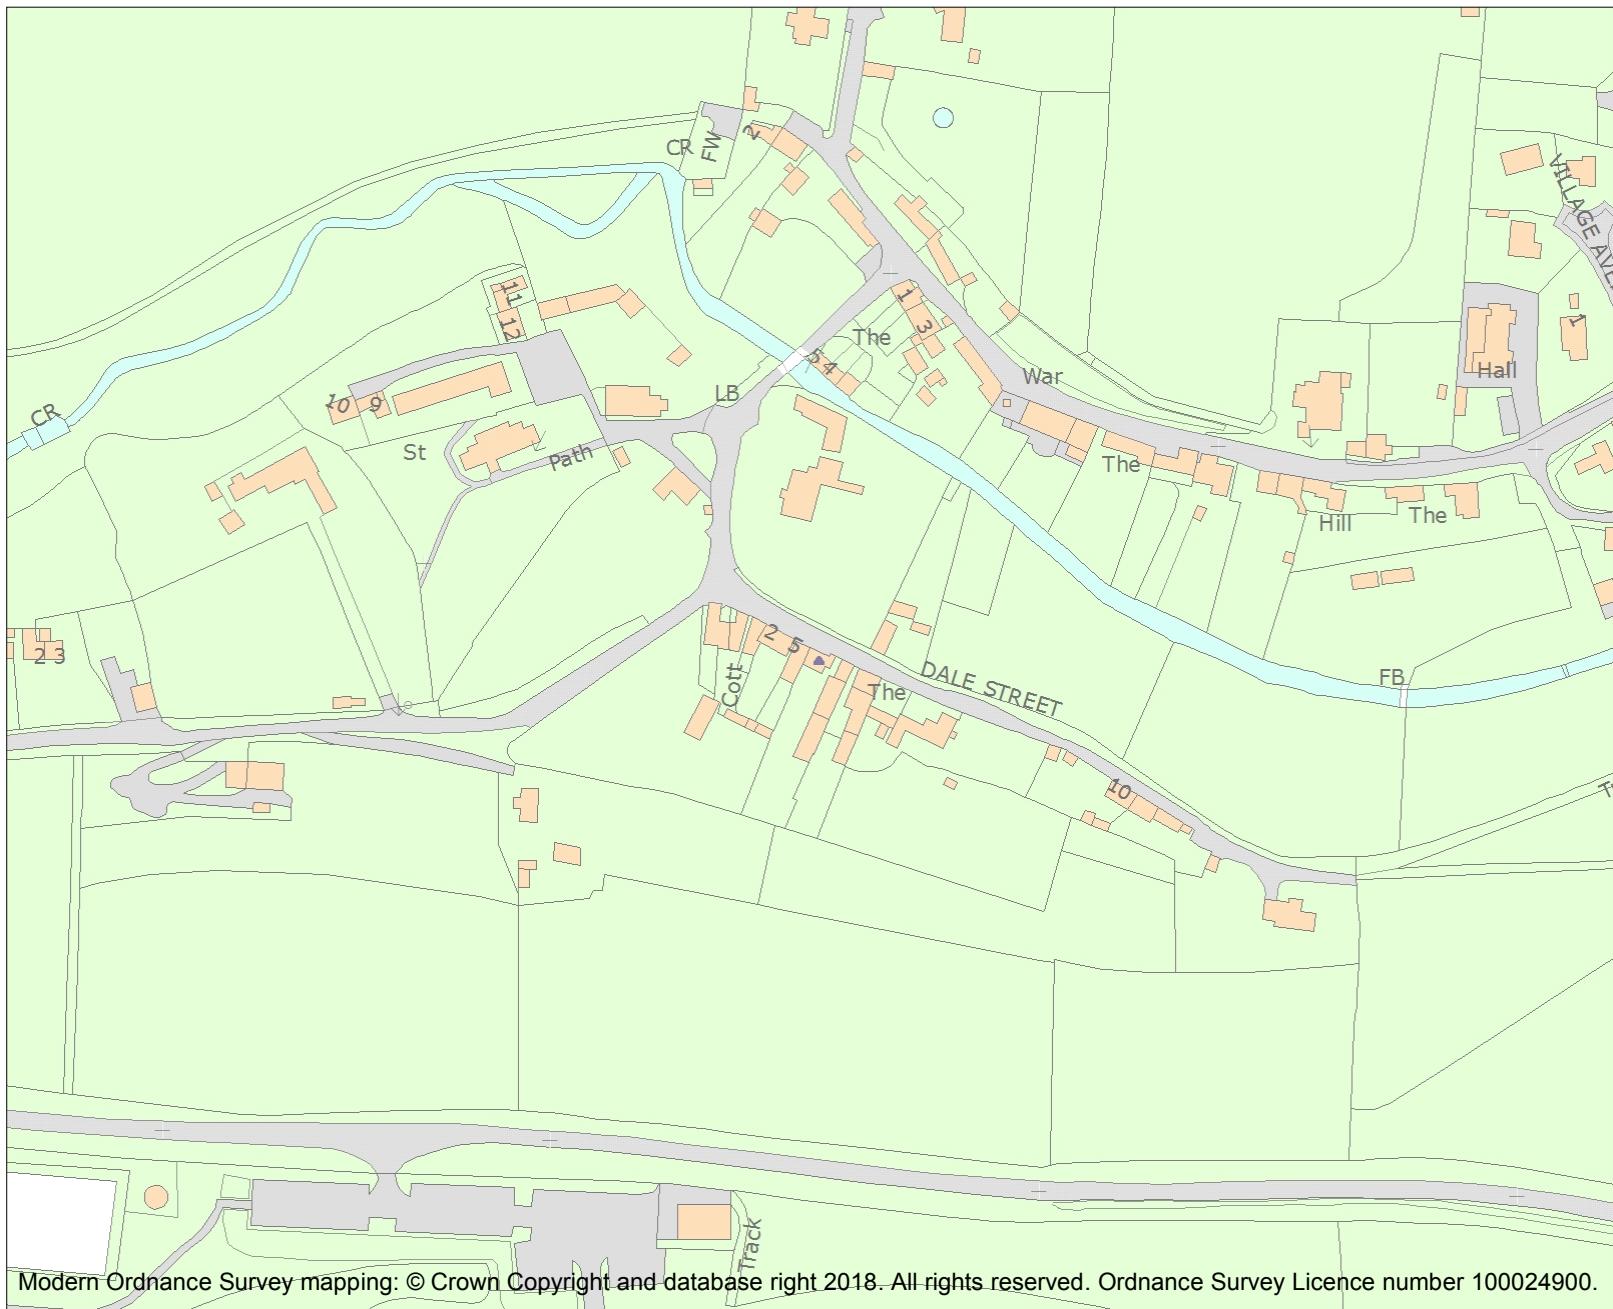 2
CR
FW
VILLAGE AVE
11
12
1
3
The
5 4
1
War
Hall
LB
CR
10
9
St
Path
The
Hill
The
2 5
2 3
Cott
The
DALE STREET
FB
10
Track
Modern Ordnance Survey mapping: © Crown Copyright and database right 2018. All rights reserved. Ordnance Survey Licence number 100024900.